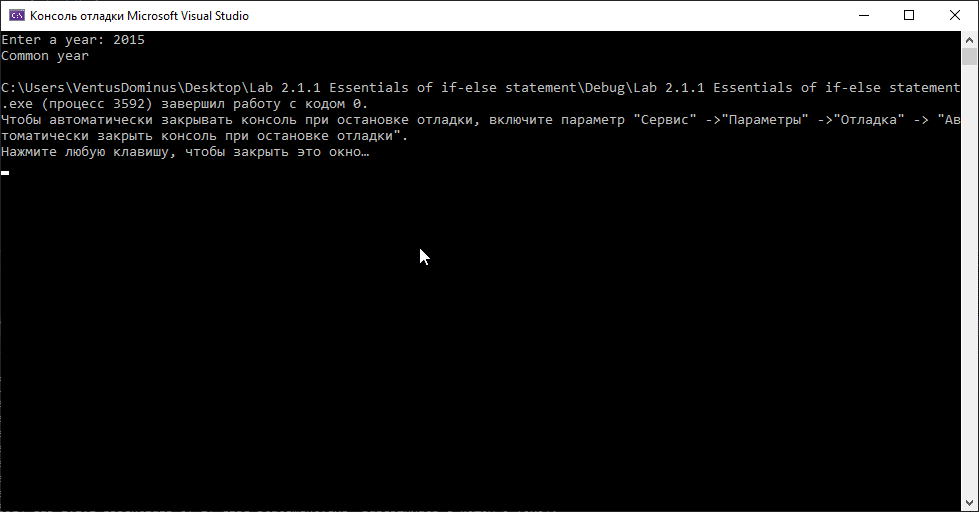 Консоль отладки Microsoft Visual Studio
Enter a year: 2015
Common year
C:\Users\VentusDominus\Desktop\Lab 2.1.1 Essentials of if-else statement\Debug\Lab 2.1.1 Essentials of if-else statement
.exe (процесс 3592) завершил работу с кодом 0.
Чтобы автоматически закрывать консоль при остановке отладки, включите параметр "Сервис" ->"Параметры" ->"Отладка" -> "Ав
томатически закрыть консоль при остановке отладки".
Нажмите любую клавишу, чтобы закрыть это окно…